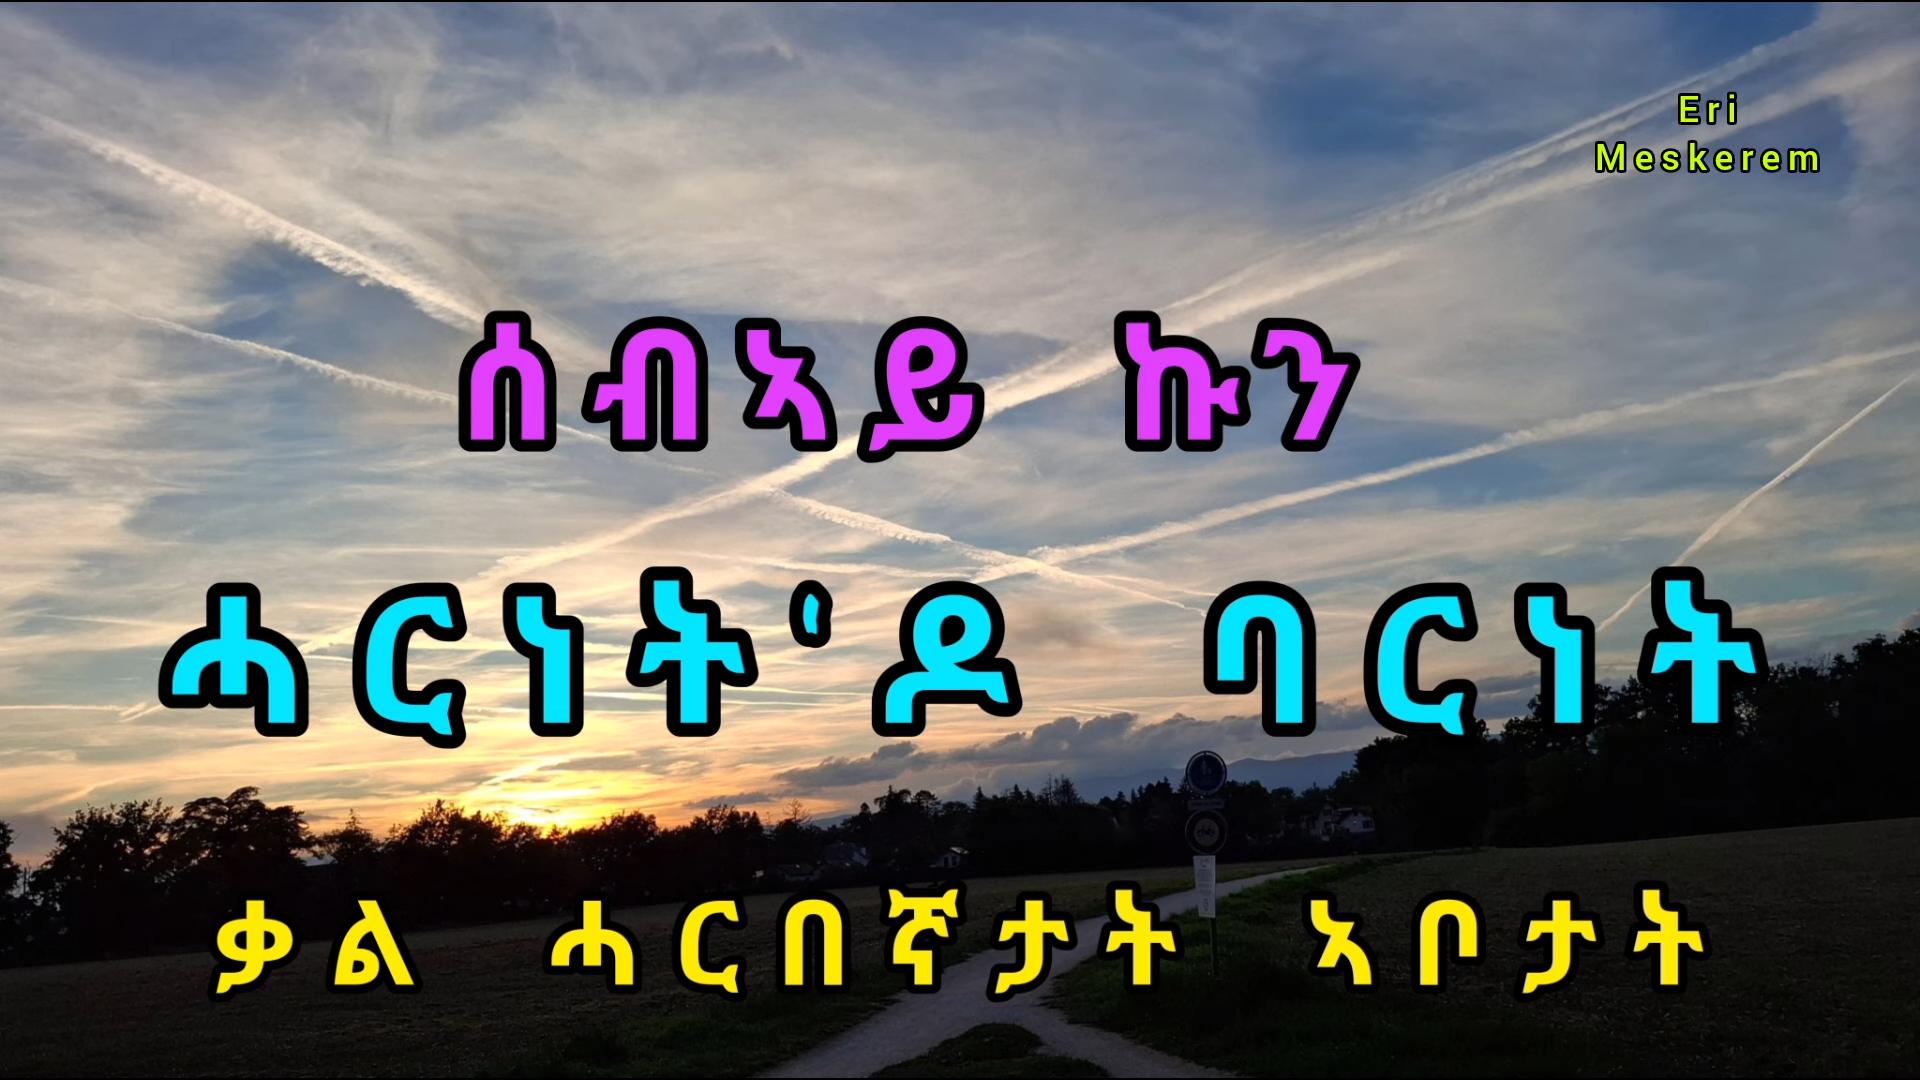 Eri
Meskerem
ሰብኣይ ኩን
ሓርነት'ዶ ባርነት
ቃል ሓርበኛታት ኣቦታት